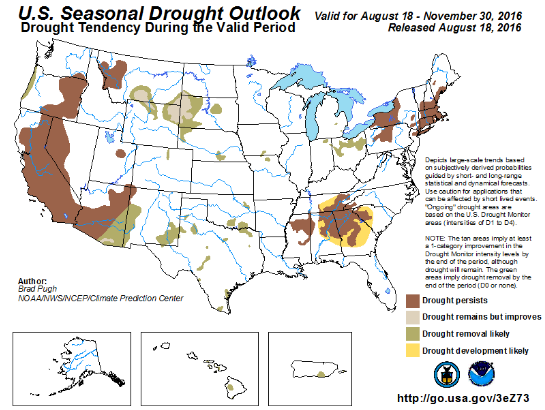 U.S. Seasonal Drought Outlook
Drought Tendency During the Valid Period
Valid for August 18 - November 30, 2016
Released August 18, 2016
Depicts large-scale trends based
on subjectively derived probabilities
guided by short- and long-range
statistical and dynamical forecasts.
Use caution for applications that
can be affected by short lived events.
"Ongoing" drought areas are
based on the U.S. Drought Monitor
areas (intensities of D1 to D4).
NOTE: The tan areas imply at least
a 1-category improvement in the
Drought Monitor intensity levels by
the end of the period, although
drought will remain. The green
areas imply drought removal by the
end of the period (D0 or none).
Author:
Brad Pugh
NOAA/NWS/NCEP/Climate Prediction Center
Drought persists
Drought remains but improves
Drought removal likely
Drought development likely
http://go.usa.gov/3eZ73